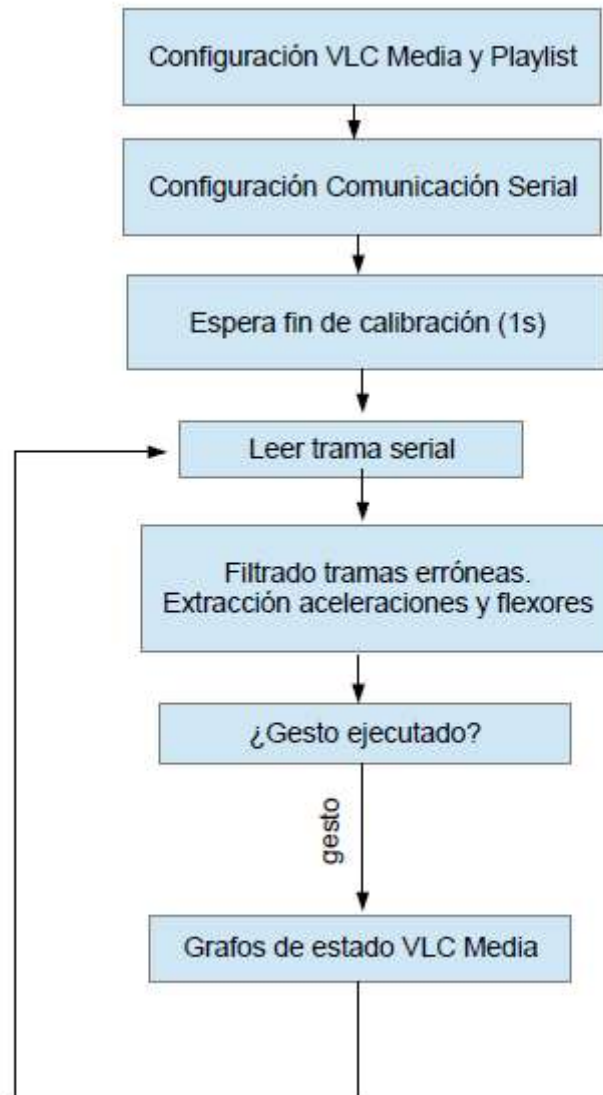 Configuración VLC Media y Playlist
Configuración Comunicación Serial
Espera fin de calibración (1s)
Leer trama serial
Filtrado tramas erróneas.
Extracción aceleraciones y flexores
¿Gesto ejecutado?
gesto
Grafos de estado VLC Media